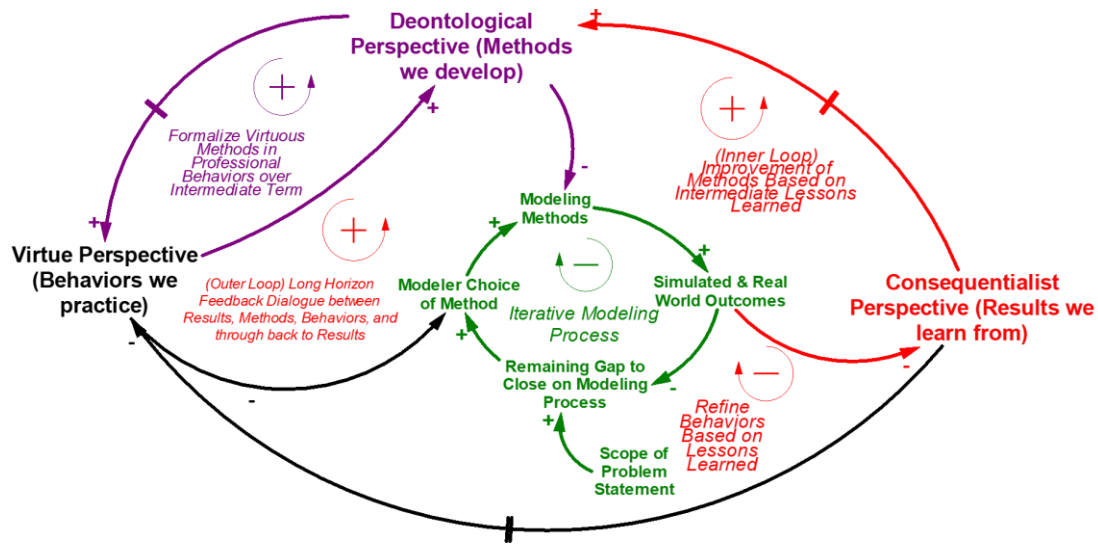 Deontological
Perspective (Methods
we develop)
+
+
+
Formalize Virtuous
Methods in
Professional
Behaviors over
Intermediate Term
+
(Inner Loop)
Improvement of
Methods Based on
Intermediate Lessons
Learned
-
Modeling
Methods
+
+
+
+
Virtue Perspective
(Behaviors we
practice)
(Outer Loop) Long Horizon
Feedback Dialogue between
Results, Methods, Behaviors, and
through back to Results
Modeler Choice
of Method
−
Iterative Modeling
Process
Simulated & Real
World Outcomes
Consequentialist
Perspective (Results we
learn from)
-
-
+
Remaining Gap to
Close on Modeling
Process
-
−
-
+
Refine
Behaviors
Based on
Lessons
Learned
Scope of
Problem
Statement